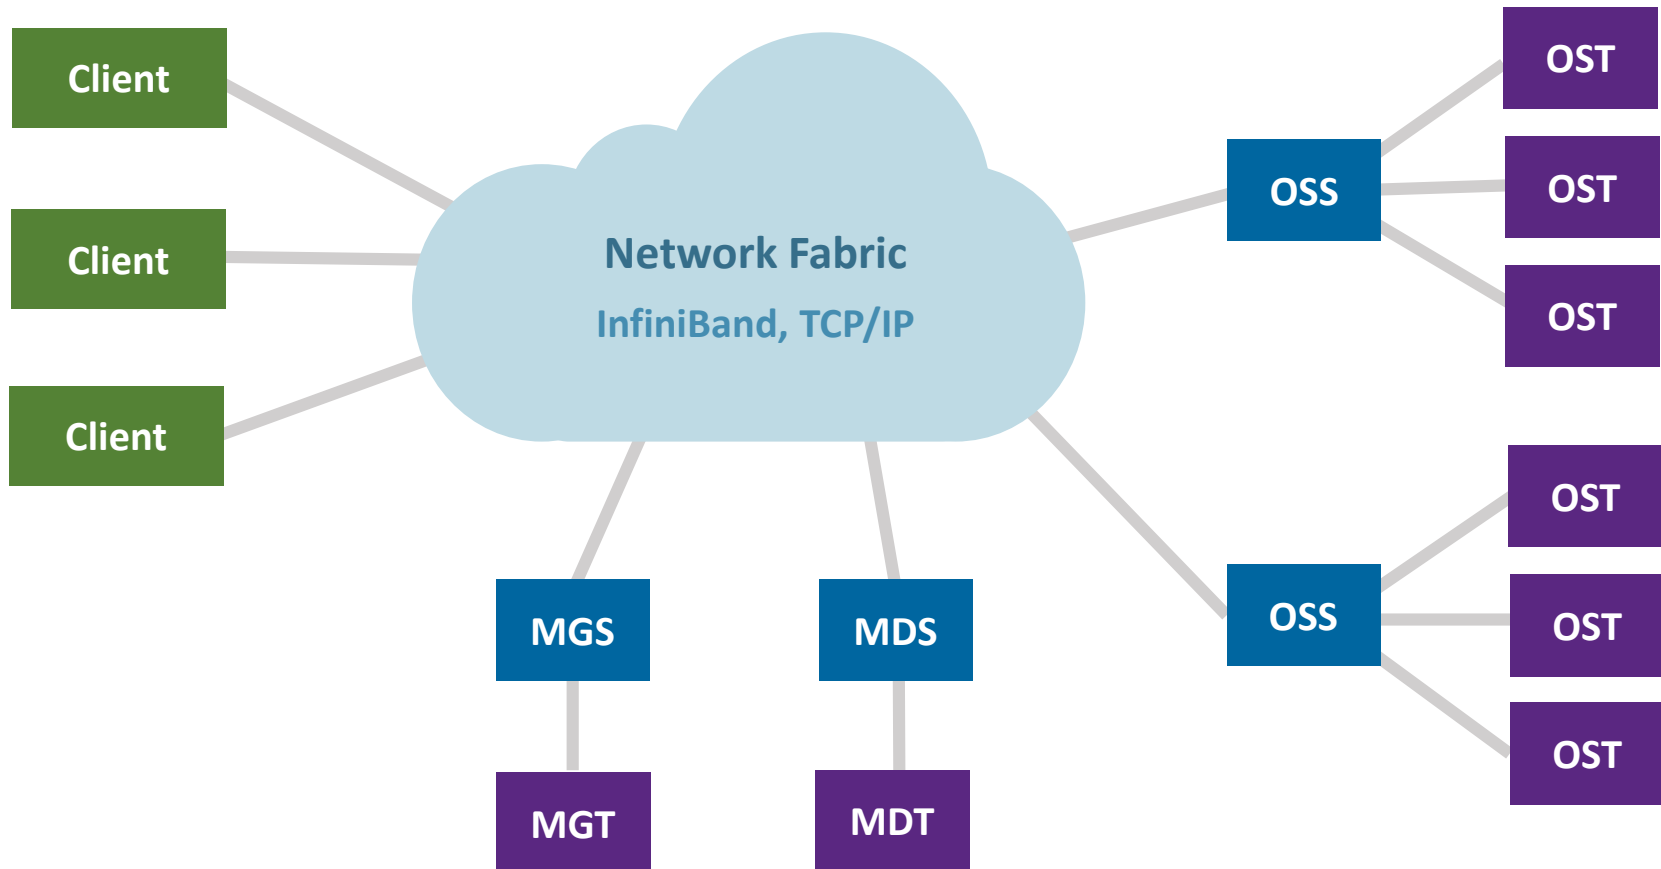 Client
Client
Client
Network Fabric
InfiniBand, TCP/IP
MGS
MDS
MGT
MDT
OSS
OST
OST
OST
OSS
OST
OST
OST